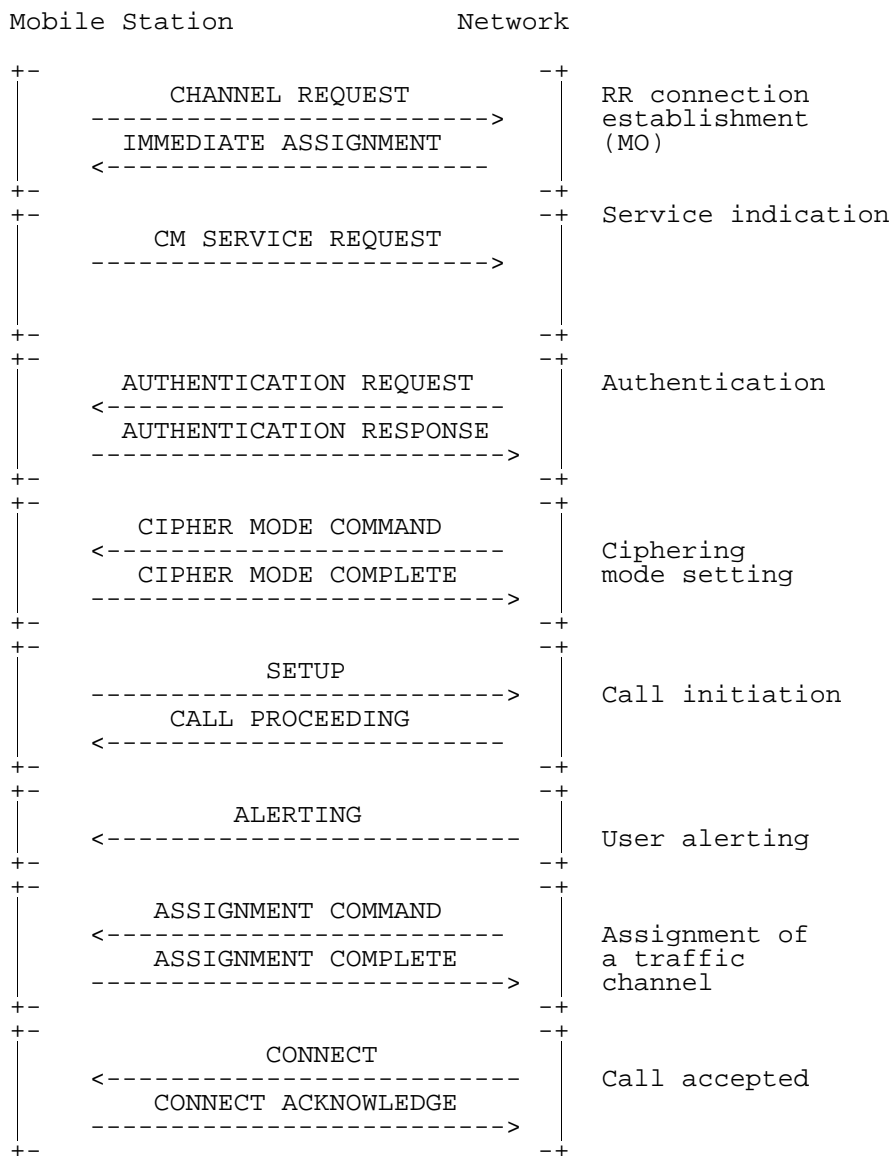 Mobile Station Network
CHANNEL REQUEST RR connection
establishment
IMMEDIATE ASSIGNMENT (MO)
Service indication
CM SERVICE REQUEST
AUTHENTICATION REQUEST Authentication
AUTHENTICATION RESPONSE
CIPHER MODE COMMAND
Ciphering
CIPHER MODE COMPLETE mode setting
SETUP
Call initiation
CALL PROCEEDING
ALERTING
User alerting
ASSIGNMENT COMMAND
Assignment of
ASSIGNMENT COMPLETE a traffic
channel
CONNECT
Call accepted
CONNECT ACKNOWLEDGE